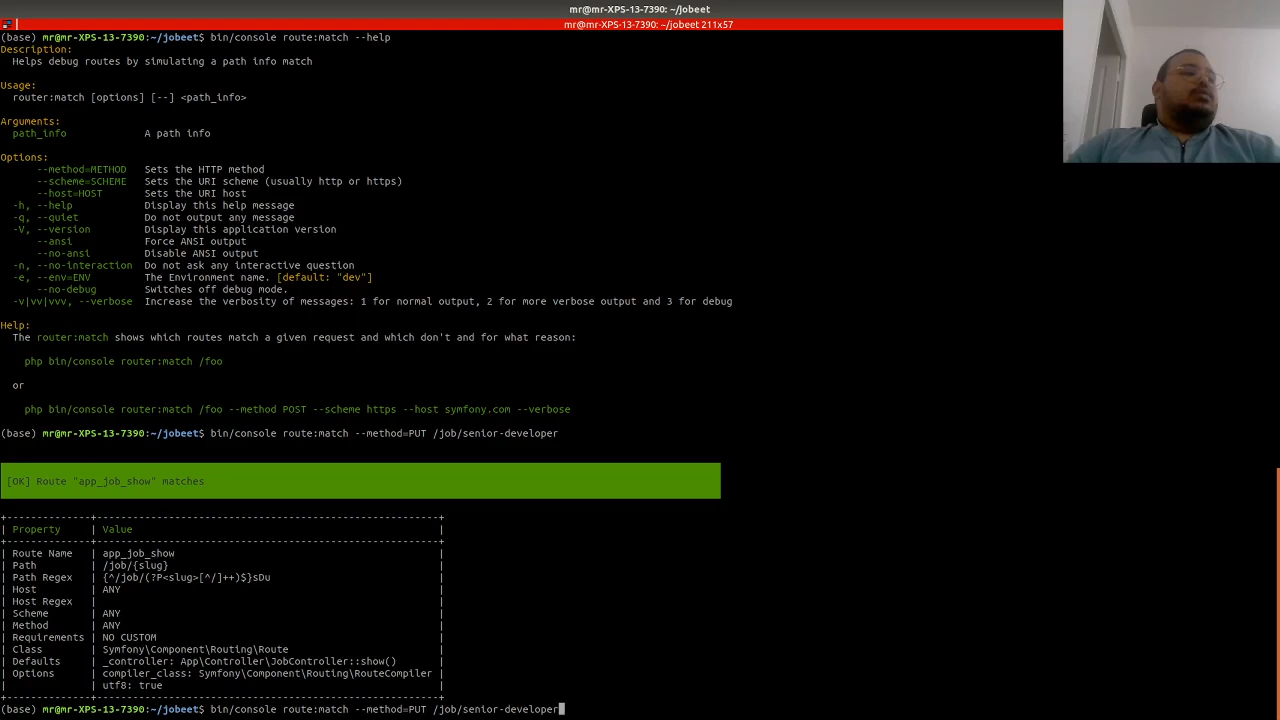 mr@mr-XPS-13-7390: ~/jobeet
mr@mr-XPS-13-7390: ~/jobeet 211x57
(base) mr@mr-XPS-13-7390:~/jobeet$ bin/console route:match --help
Description:
  Helps debug routes by simulating a path info match

Usage:
  router:match [options] [--] <path_info>

Arguments:
  path_info             A path info

Options:
      --method=METHOD   Sets the HTTP method
      --scheme=SCHEME   Sets the URI scheme (usually http or https)
      --host=HOST       Sets the URI host
  -h, --help            Display this help message
  -q, --quiet           Do not output any message
  -V, --version         Display this application version
      --ansi            Force ANSI output
      --no-ansi         Disable ANSI output
  -n, --no-interaction  Do not ask any interactive question
  -e, --env=ENV         The Environment name. [default: "dev"]
      --no-debug        Switches off debug mode.
  -v|vv|vvv, --verbose  Increase the verbosity of messages: 1 for normal output, 2 for more verbose output and 3 for debug

Help:
  The router:match shows which routes match a given request and which don't and for what reason:

    php bin/console router:match /foo

  or

    php bin/console router:match /foo --method POST --scheme https --host symfony.com --verbose
(base) mr@mr-XPS-13-7390:~/jobeet$ bin/console route:match --method=PUT /job/senior-developer

[OK] Route "app_job_show" matches

+--------------+---------------------------------------------------------+
| Property     | Value                                                   |
+--------------+---------------------------------------------------------+
| Route Name   | app_job_show                                            |
| Path         | /job/{slug}                                             |
| Path Regex   | {^/job/(?P<slug>[^/]++)$}sDu                            |
| Host         | ANY                                                     |
| Host Regex   |                                                         |
| Scheme       | ANY                                                     |
| Method       | ANY                                                     |
| Requirements | NO CUSTOM                                               |
| Class        | Symfony\Component\Routing\Route                         |
| Defaults     | _controller: App\Controller\JobController::show()       |
| Options      | compiler_class: Symfony\Component\Routing\RouteCompiler |
|              | utf8: true                                              |
+--------------+---------------------------------------------------------+
(base) mr@mr-XPS-13-7390:~/jobeet$ bin/console route:match --method=PUT /job/senior-developer